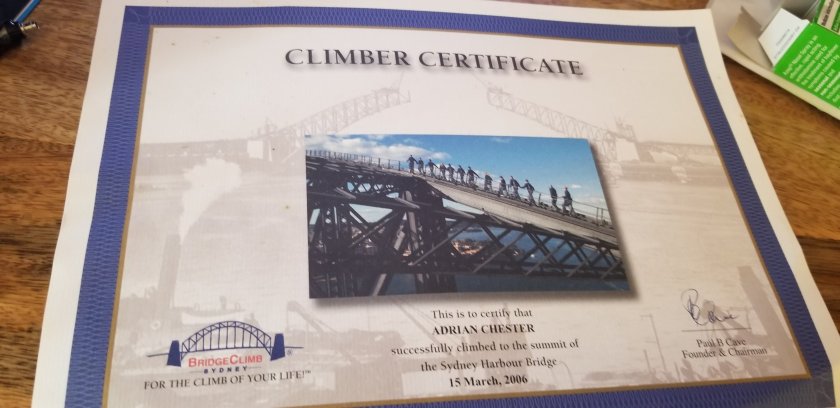 CLIMBER CERTIFICATE
This is to certify that
ADRIAN CHESTER
successfully climbed to the summit of
the Sydney Harbour Bridge
15 March, 2006
BRIDGECLIMB®
SYDNEY
FOR THE CLIMB OF YOUR LIFE!™
Paul B Cave
Founder & Chairman